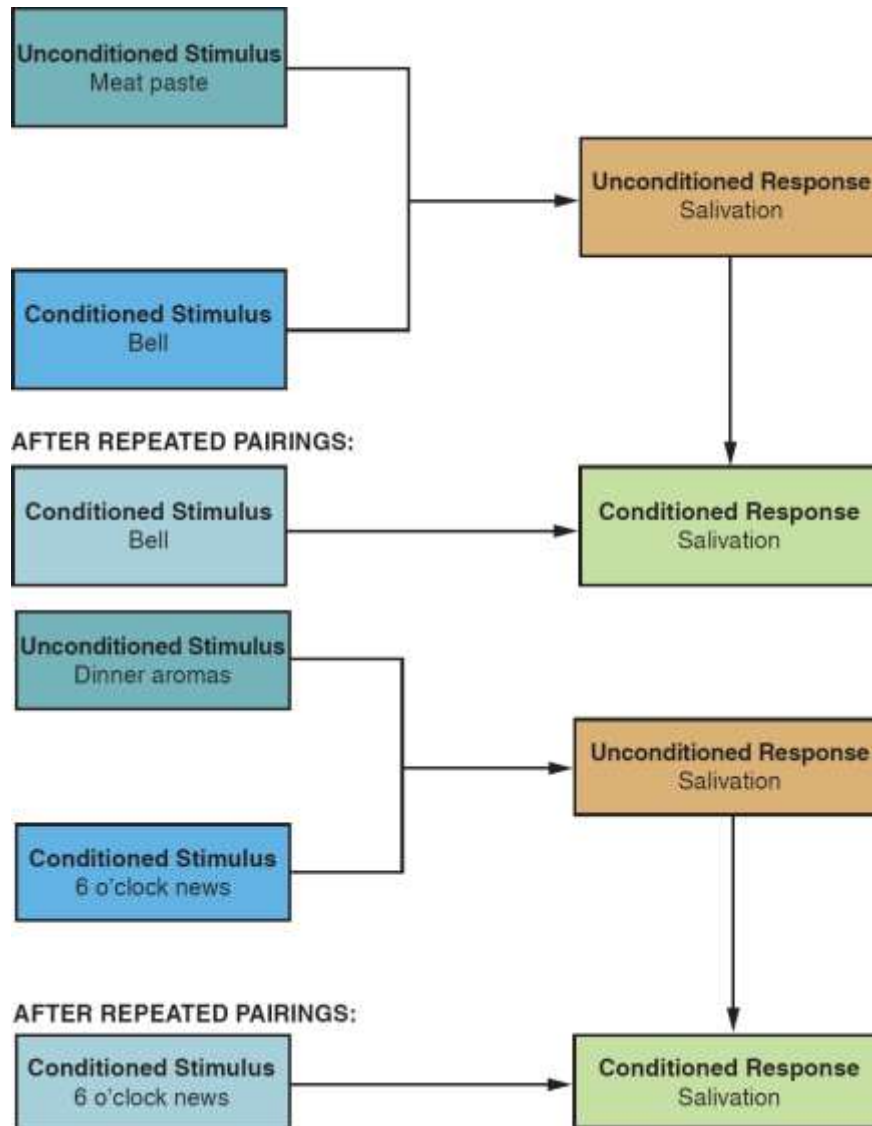 Unconditioned Stimulus
Meat paste
Unconditioned Response
Salivation
Conditioned Stimulus
Bell
AFTER REPEATED PAIRINGS:
Conditioned Stimulus
Bell
Conditioned Response
Salivation
Unconditioned Stimulus
Dinner aromas
Unconditioned Response
Salivation
Conditioned Stimulus
6 o'clock news
AFTER REPEATED PAIRINGS:
Conditioned Stimulus
6 o'clock news
Conditioned Response
Salivation